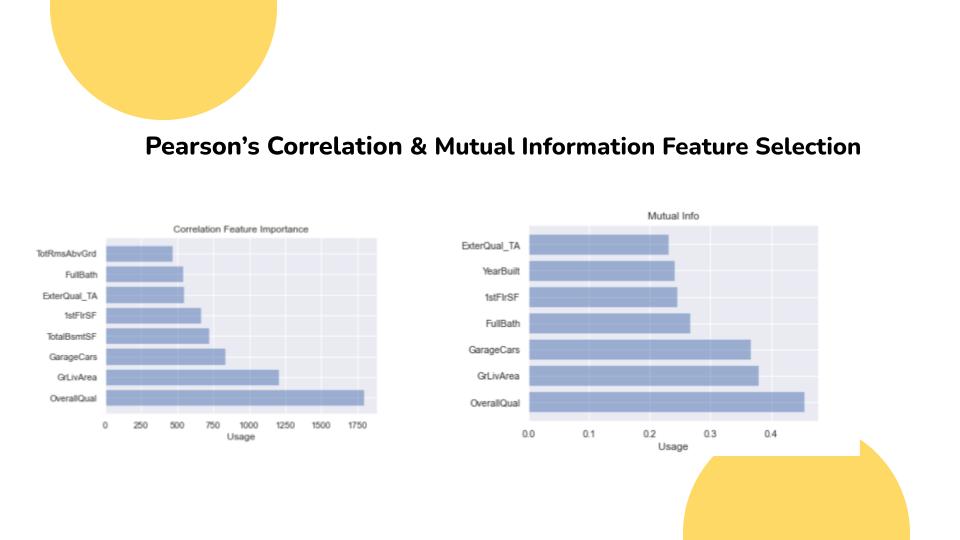 Pearson's Correlation & Mutual Information Feature Selection
Correlation Feature Importance
TotRmsAbvGrd
FullBath
ExterQual_TA
1stFlrSF
TotalBsmtSF
GarageCars
GrLivArea
OverallQual
0 250 500 750 1000 1250 1500 1750
Usage
Mutual Info
ExterQual_TA
YearBuilt
1stFlrSF
FullBath
GarageCars
GrLivArea
OverallQual
0.0 0.1 0.2 0.3 0.4
Usage